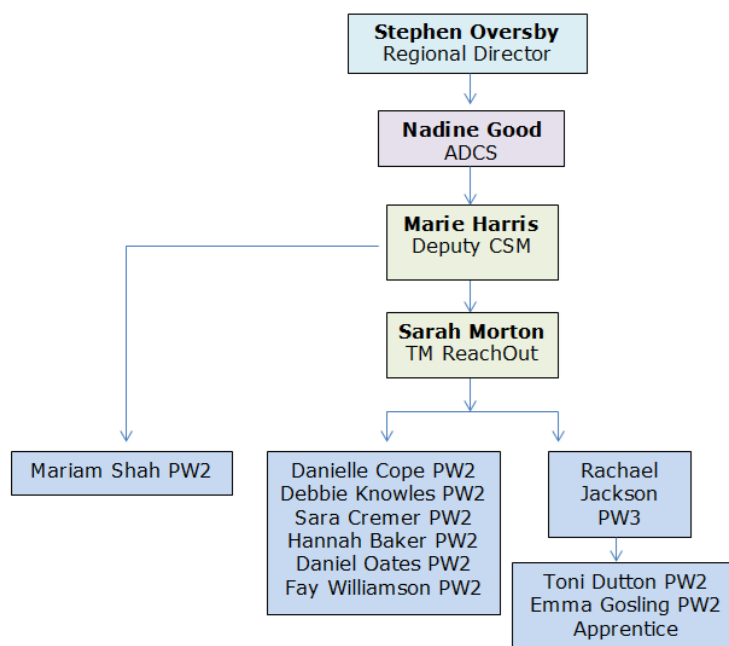 Stephen Oversby
Regional Director
Nadine Good
ADCS
Marie Harris
Deputy CSM
Sarah Morton
TM ReachOut
Mariam Shah PW2
Danielle Cope PW2
Debbie Knowles PW2
Sara Cremer PW2
Hannah Baker PW2
Daniel Oates PW2
Fay Williamson PW2
Rachael
Jackson
PW3
Toni Dutton PW2
Emma Gosling PW2
Apprentice